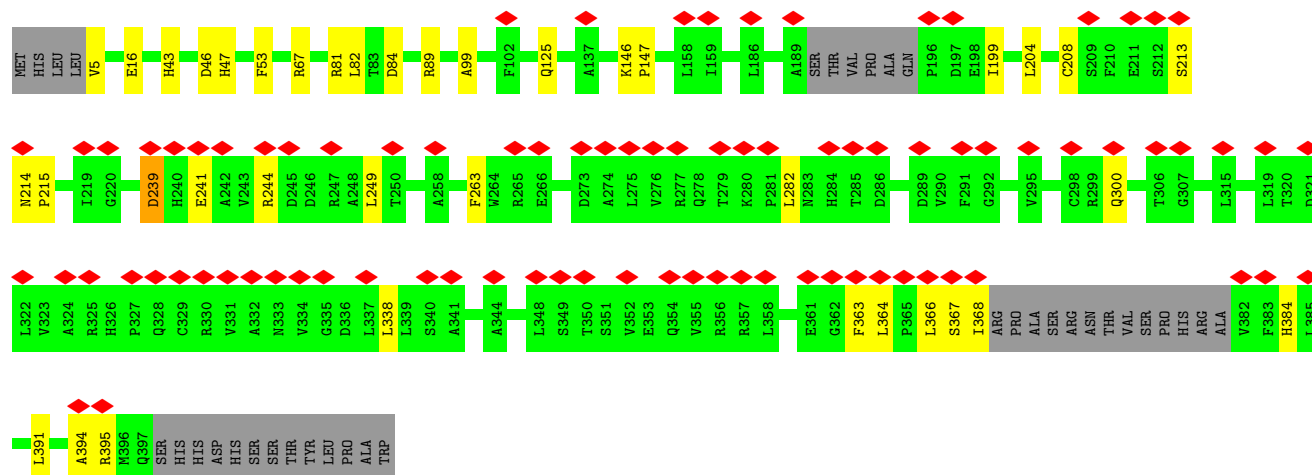 MET HIS LEU LEU V5 E16 H43 D46 H47 F53 R67 R81 L82 T83 D84 R89 A99 F102 Q125 A137 K146 P147 L158 I159 L186 A189 SER THR VAL PRO ALA GLN P196 D197 E198 I199 L204 C208 S209 F210 E211 S212 S213
N214 P215 I219 G220 D239 H240 E241 A242 V243 R244 D245 D246 R247 A248 L249 T250 A258 F263 W264 R265 E266 D273 A274 L275 V276 R277 Q278 T279 K280 P281 L282 N283 H284 T285 D286 D289 V290 F291 G292 V295 C298 R299 Q300 T306 G307 L315 L319 T320 D321
L322 V323 A324 R325 H326 P327 Q328 C329 R330 V331 A332 N333 V334 G335 D336 L337 L338 L339 S340 A341 A344 L348 S349 T350 S351 V352 E353 Q354 V355 R356 R357 L358 E361 G362 F363 L364 P365 L366 S367 I368 ARG PRO ALA SER ARG ASN THR VAL SER PRO HIS ARG ALA V382 F383 H384 L385
L391 A394 R395 M396 Q397 SER HIS HIS ASP HIS SER SER THR TYR LEU PRO ALA TRP